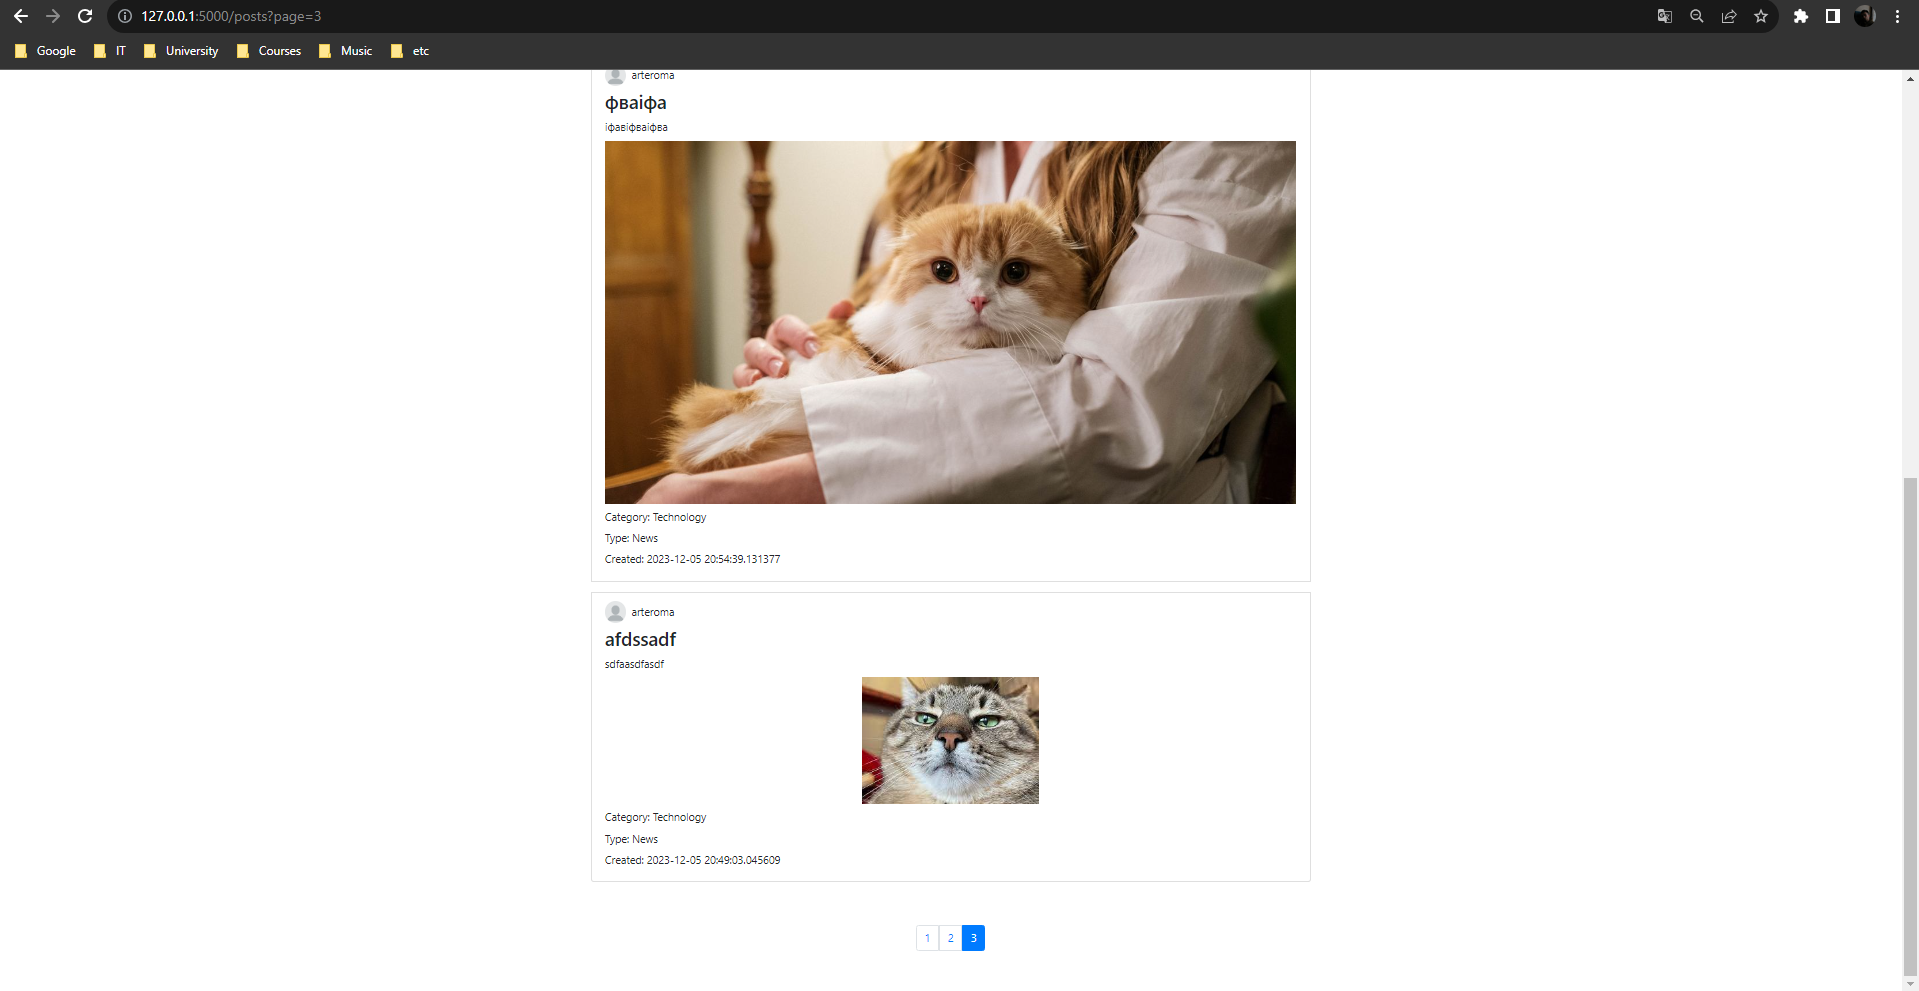 127.0.0.1:5000/posts?page=3
Google IT University Courses Music etc
arteroma
фваіфа
іфавіфваіфва
Category: Technology
Type: News
Created: 2023-12-05 20:54:39.131377
arteroma
afdssadf
sdfaasdfasdf
Category: Technology
Type: News
Created: 2023-12-05 20:49:03.045609
1 2 3